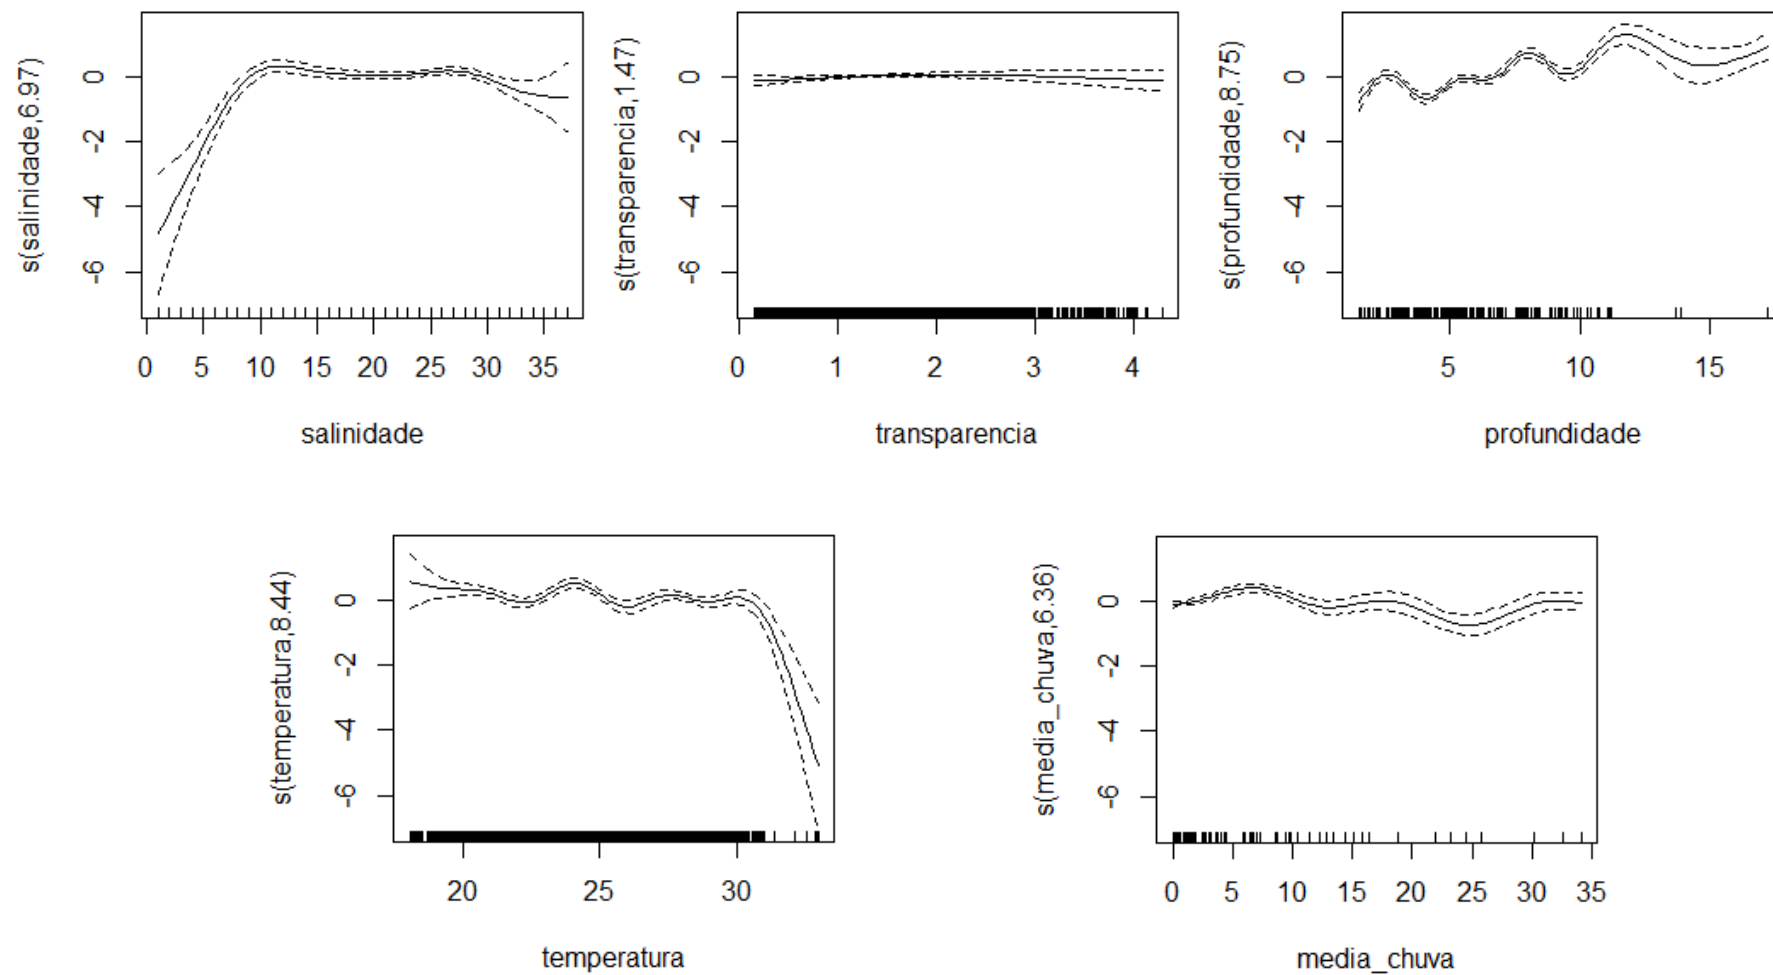 s(salinidade,6.97)
0
-2
-4
-6
0 5 10 15 20 25 30 35
salinidade
s(transparencia,1.47)
0
-2
-4
-6
0 1 2 3 4
transparencia
s(profundidade,8.75)
0
-2
-4
-6
5 10 15
profundidade
s(temperatura,8.44)
0
-2
-4
-6
20 25 30
temperatura
s(media_chuva,6.36)
0
-2
-4
-6
0 5 10 15 20 25 30 35
media_chuva